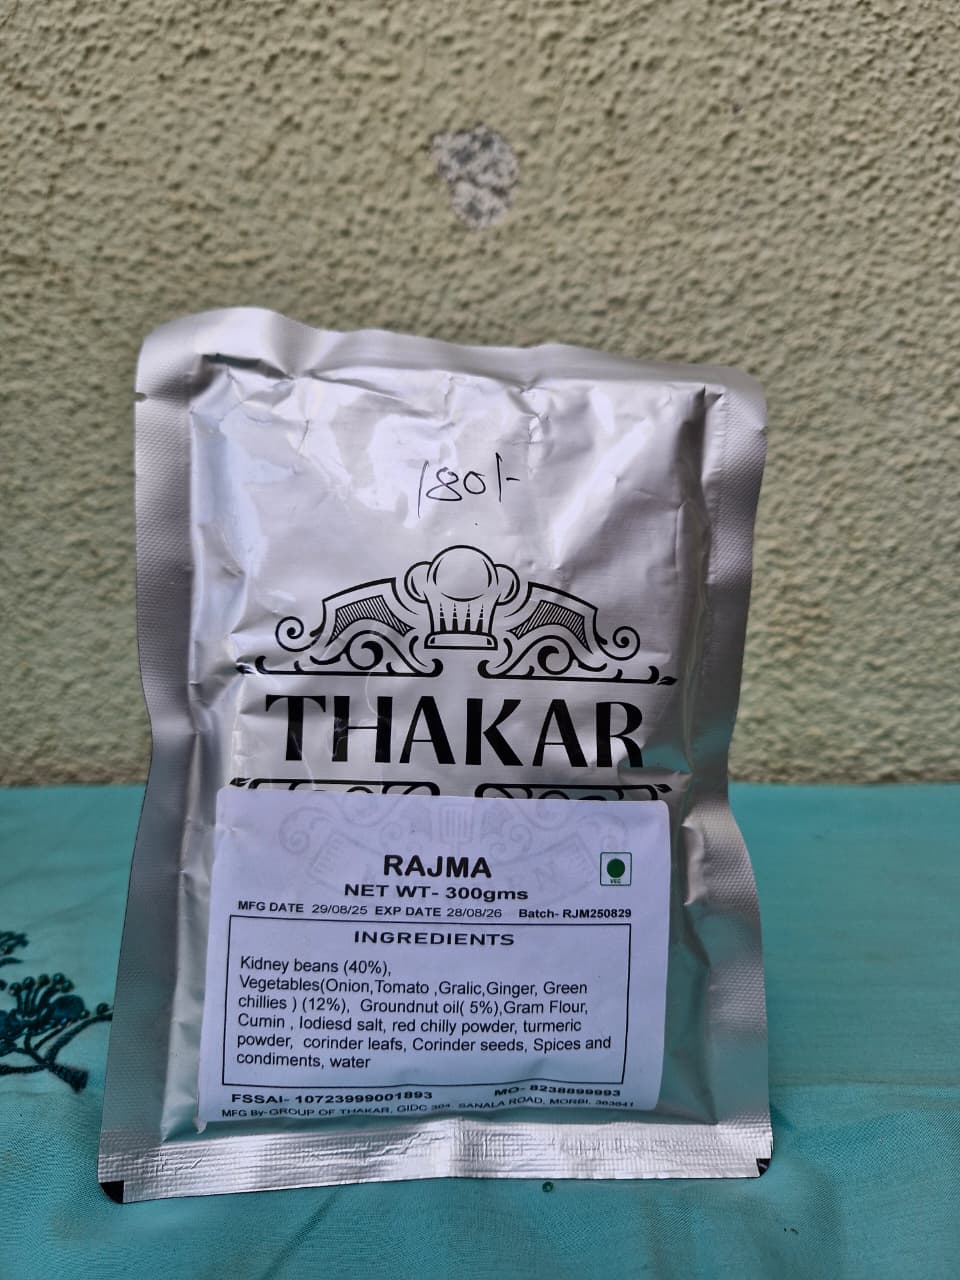 180/-
THAKAR
RAJMA
VEG
NET WT- 300gms
MFG DATE 29/08/25 EXP DATE 28/08/26 Batch- RJM250829
INGREDIENTS
Kidney beans (40%),
Vegetables(Onion,Tomato ,Gralic,Ginger, Green
chillies ) (12%), Groundnut oil( 5%),Gram Flour,
Cumin , Iodiesd salt, red chilly powder, turmeric
powder, corinder leafs, Corinder seeds, Spices and
condiments, water
FSSAI- 10723999001893 MO- 8238899993
MFG By- GROUP OF THAKAR, GIDC 304, SANALA ROAD, MORBI. 363641